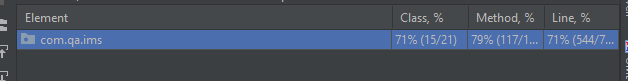 Element Class, % Method, % Line, %
com.qa.ims 71% (15/21) 79% (117/1... 71% (544/7...